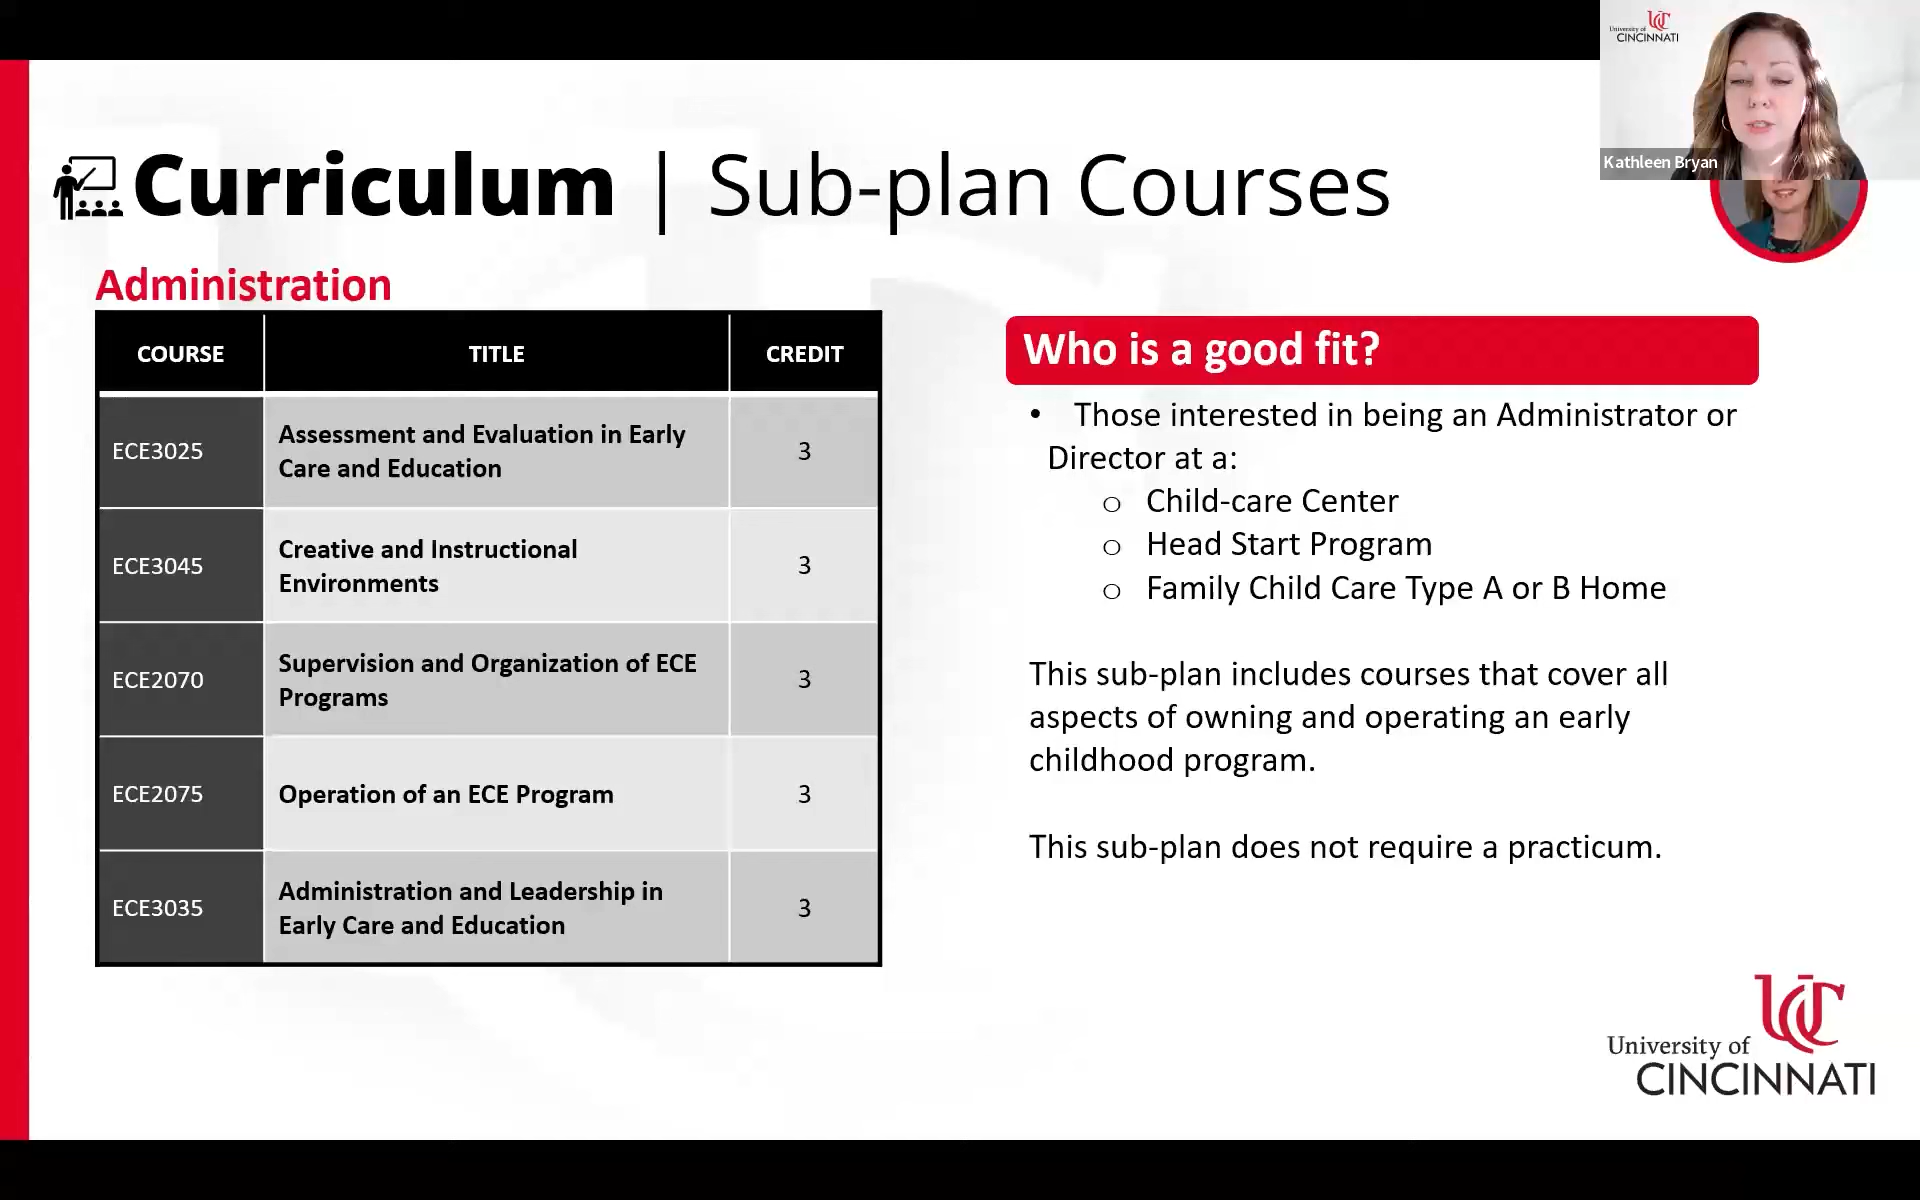 University of
CINCINNATI
Kathleen Bryan
Curriculum | Sub-plan Courses
Administration
COURSE TITLE CREDIT
ECE3025 Assessment and Evaluation in Early
Care and Education 3
ECE3045 Creative and Instructional
Environments 3
ECE2070 Supervision and Organization of ECE
Programs 3
ECE2075 Operation of an ECE Program 3
ECE3035 Administration and Leadership in
Early Care and Education 3
Who is a good fit?
• Those interested in being an Administrator or
Director at a:
o Child-care Center
o Head Start Program
o Family Child Care Type A or B Home
This sub-plan includes courses that cover all
aspects of owning and operating an early
childhood program.
This sub-plan does not require a practicum.
UC
University of
CINCINNATI